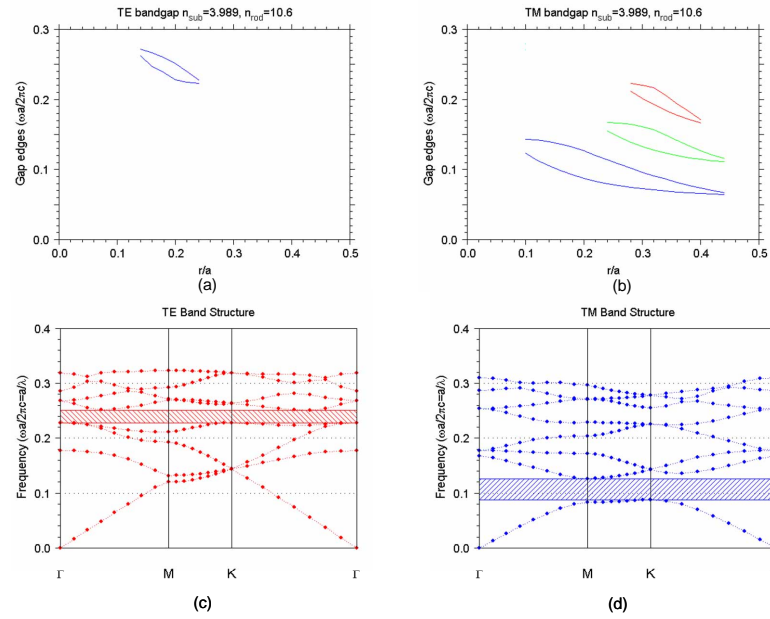 TE bandgap n_sub=3.989, n_rod=10.6
Gap edges (ωa/2πc)
0.3
0.2
0.1
0.0
0.0 0.1 0.2 0.3 0.4 0.5
r/a
(a)
TM bandgap n_sub=3.989, n_rod=10.6
Gap edges (ωa/2πc)
0.3
0.2
0.1
0.0
0.0 0.1 0.2 0.3 0.4 0.5
r/a
(b)
TE Band Structure
Frequency (ωa/2πc=a/λ)
0.4
0.3
0.2
0.1
0.0
Γ M K Γ
(c)
TM Band Structure
Frequency (ωa/2πc=a/λ)
0.4
0.3
0.2
0.1
0.0
Γ M K
(d)